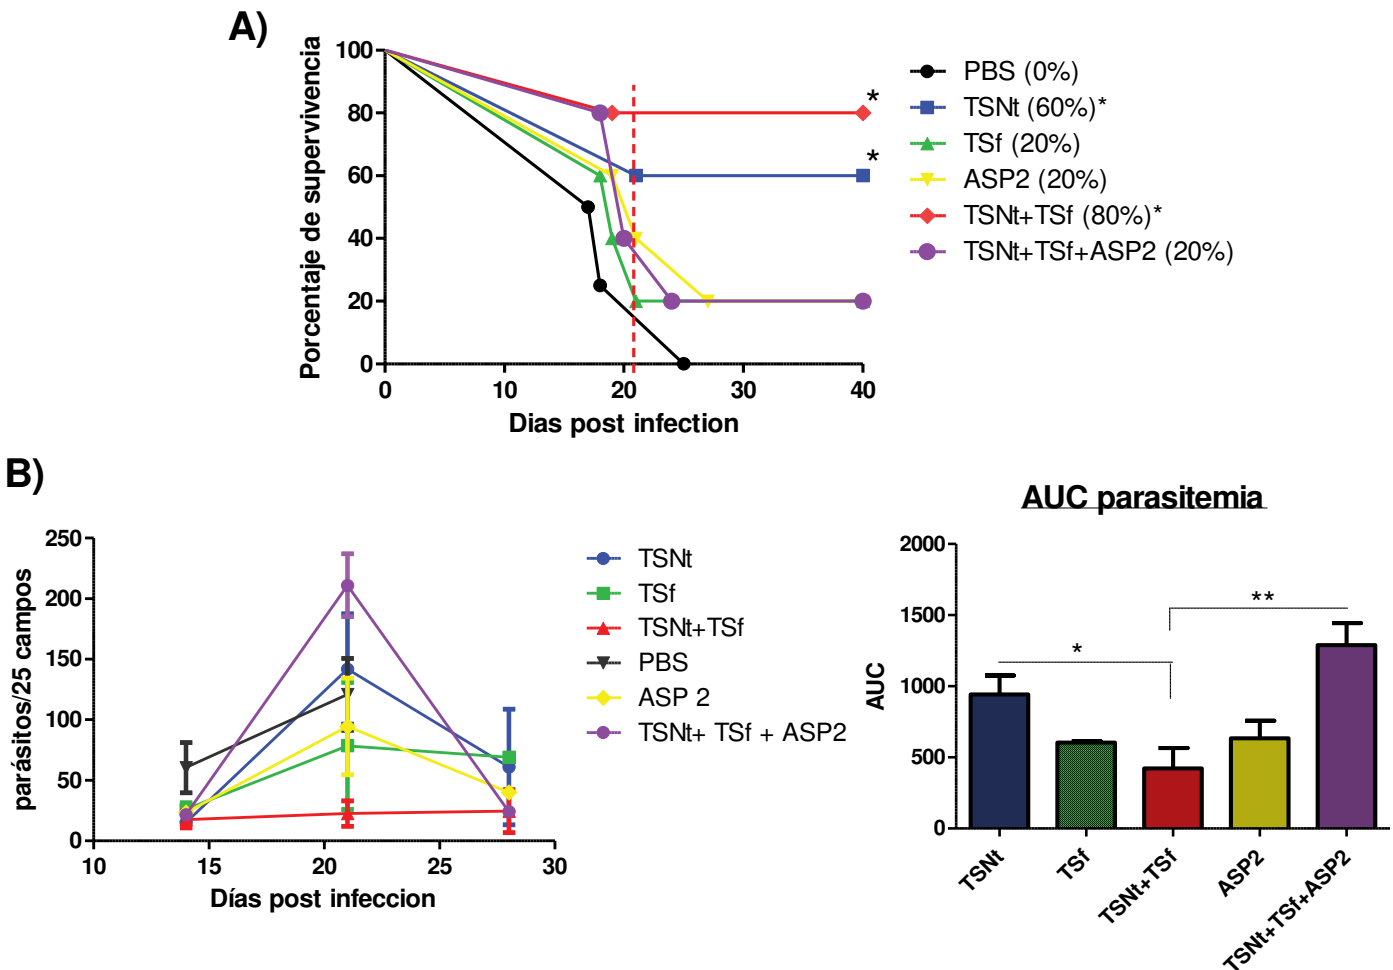 A)
Porcentaje de supervivencia
100
80
60
40
20
0
0 10 20 30 40
Dias post infection
*
*
PBS (0%)
TSNt (60%)*
TSf (20%)
ASP2 (20%)
TSNt+TSf (80%)*
TSNt+TSf+ASP2 (20%)
B)
parásitos/25 campos
250
200
150
100
50
0
10 15 20 25 30
Días post infeccion
TSNt
TSf
TSNt+TSf
PBS
ASP 2
TSNt+ TSf + ASP2
AUC parasitemia
AUC
2000
1500
1000
500
0
*
**
TSNt
TSf
TSNt+TSf
ASP2
TSNt+TSf+ASP2